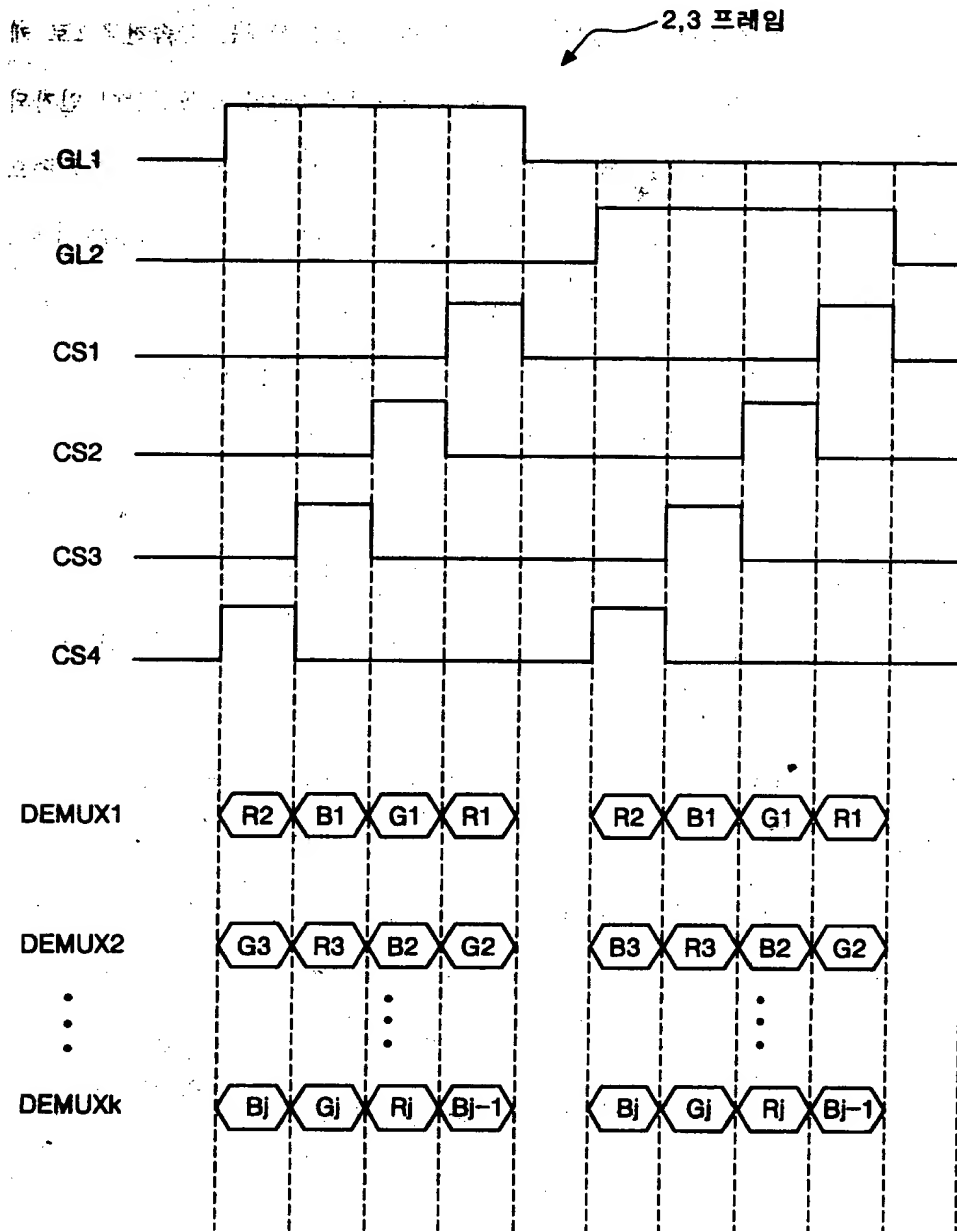 2,3 프레임
GL1
GL2
CS1
CS2
CS3
CS4
DEMUX1 R2 B1 G1 R1 R2 B1 G1 R1
DEMUX2 G3 R3 B2 G2 B3 R3 B2 G2
DEMUXk Bj Gj Rj Bj-1 Bj Gj Rj Bj-1